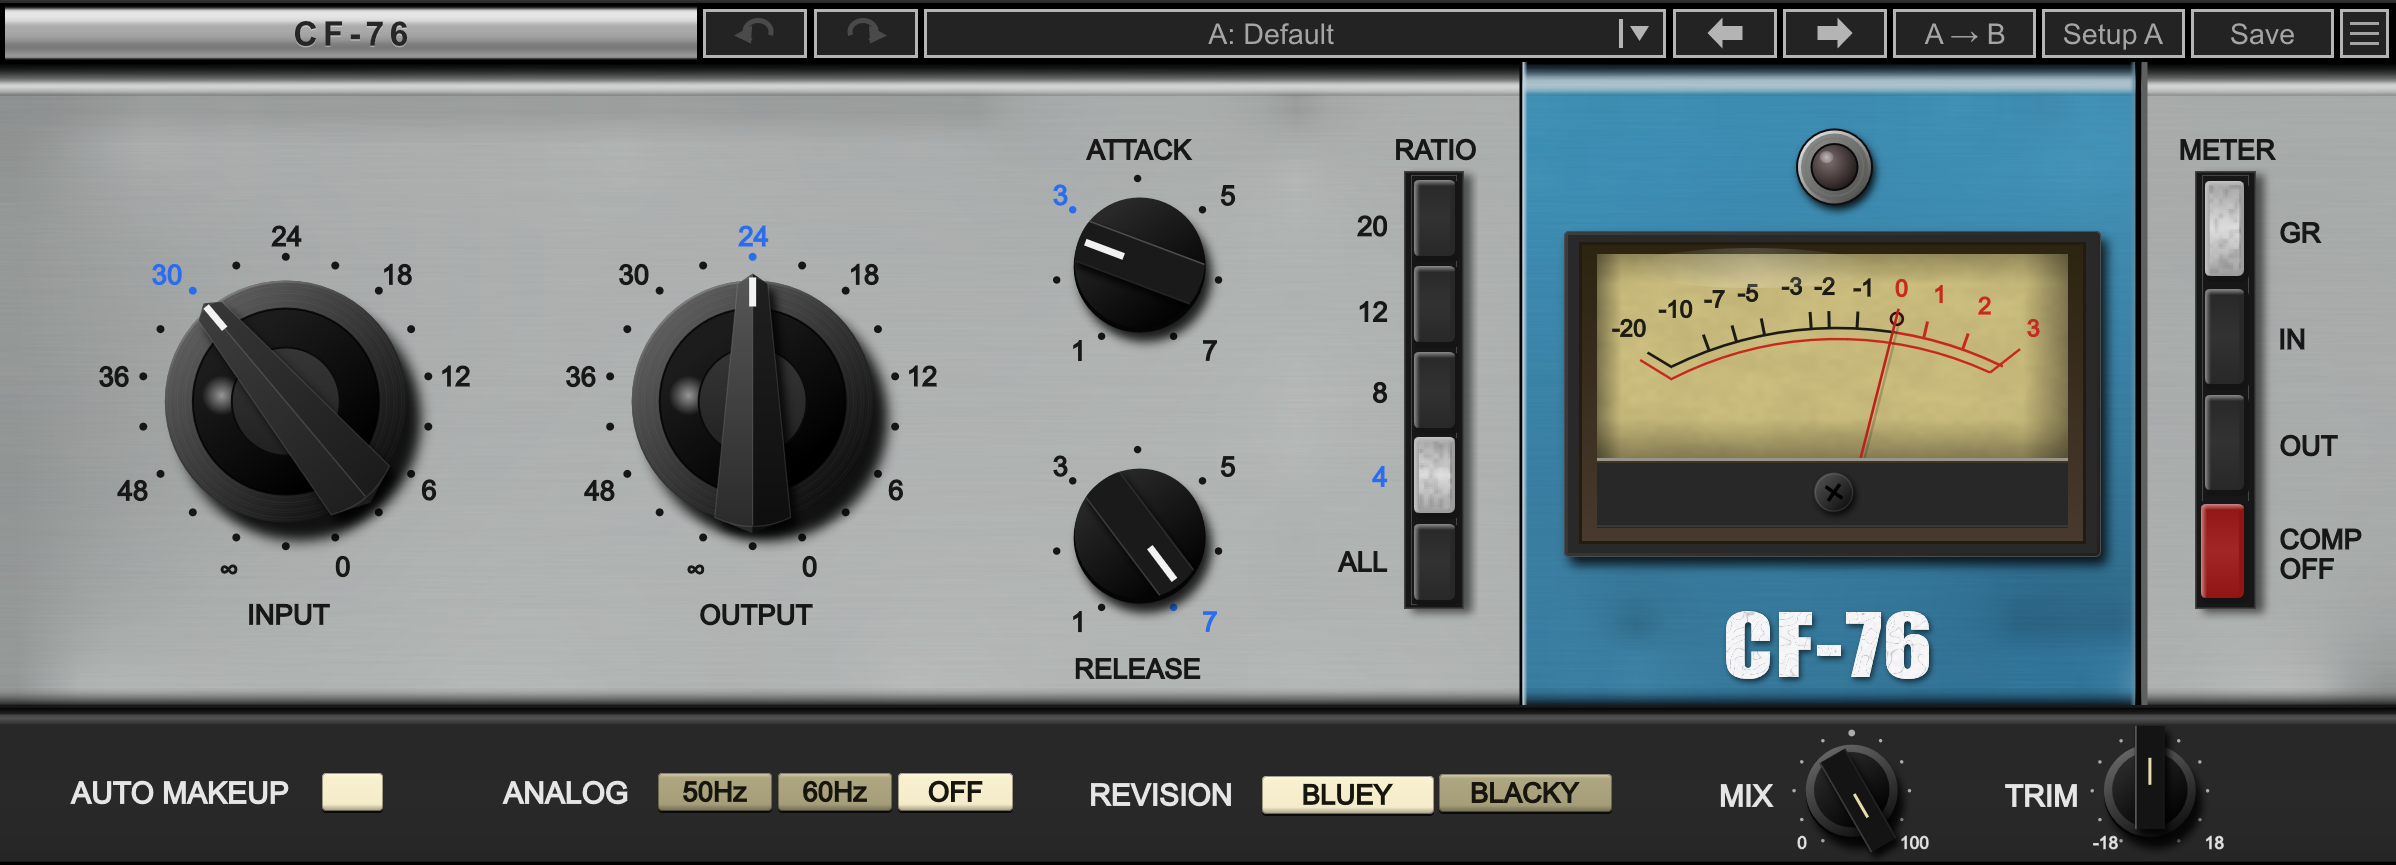 CF-76
A: Default
A → B
Setup A
Save
ATTACK
3
5
1
7
RATIO
20
12
8
4
ALL
METER
GR
IN
OUT
COMP
OFF
24
30
18
36
12
48
6
∞
0
INPUT
24
30
18
36
12
48
6
∞
0
OUTPUT
3
5
1
7
RELEASE
-20
-10
-7
-5
-3
-2
-1
0
1
2
3
CF-76
AUTO MAKEUP
ANALOG
50Hz
60Hz
OFF
REVISION
BLUEY
BLACKY
MIX
0
100
TRIM
-18
18